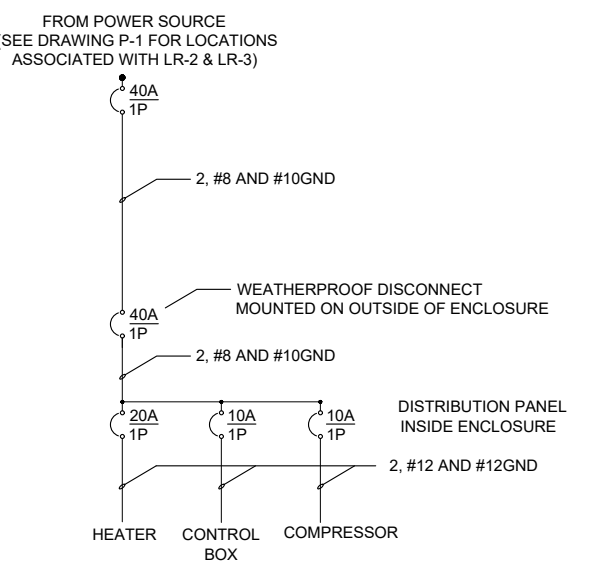 FROM POWER SOURCE
(SEE DRAWING P-1 FOR LOCATIONS
ASSOCIATED WITH LR-2 & LR-3)
40A
1P
2, #8 AND #10GND
WEATHERPROOF DISCONNECT
MOUNTED ON OUTSIDE OF ENCLOSURE
40A
1P
2, #8 AND #10GND
DISTRIBUTION PANEL
INSIDE ENCLOSURE
20A
1P
10A
1P
10A
1P
2, #12 AND #12GND
HEATER
CONTROL
BOX
COMPRESSOR